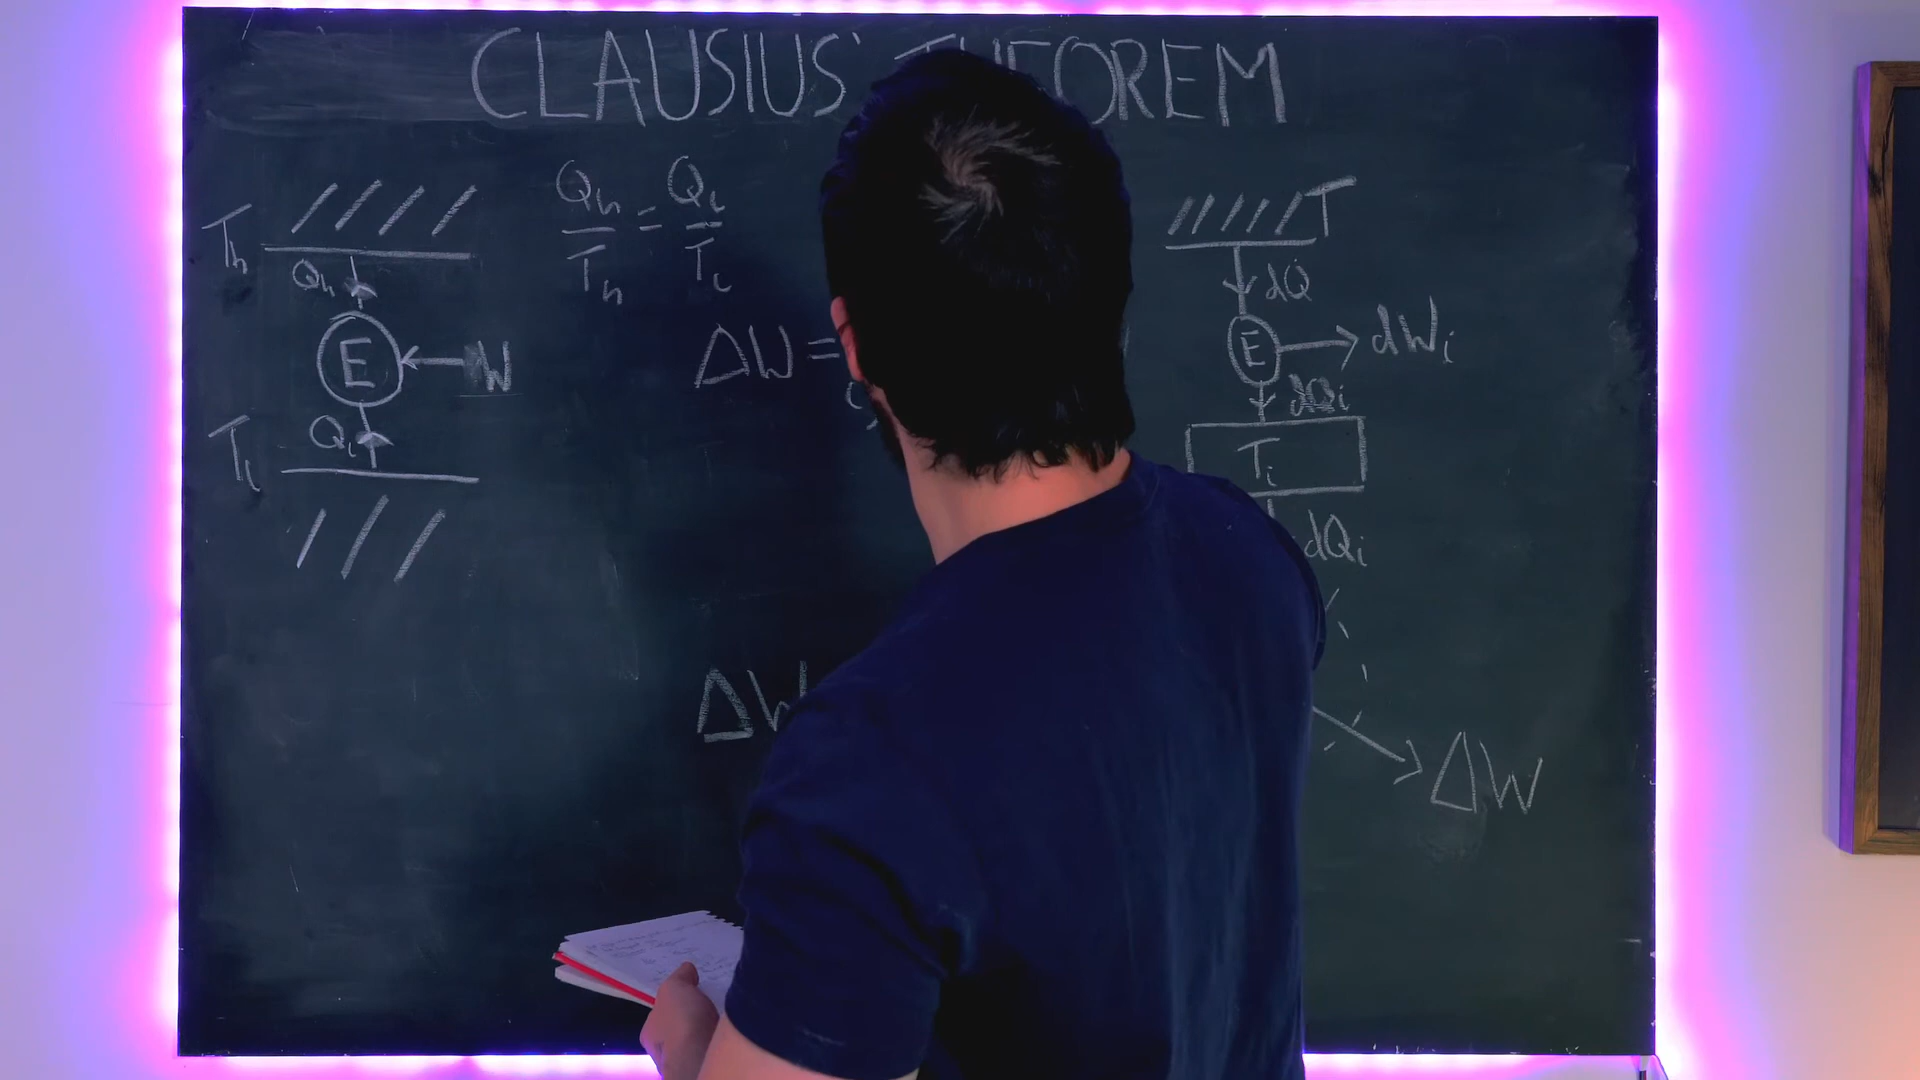 CLAUSIUS' THEOREM
Th
Qh
E
W
Ql
Tl
Qh/Th = Ql/Tl
ΔW =
ΔW
T
dQ
E
dWi
dQi
Ti
dQi
ΔW